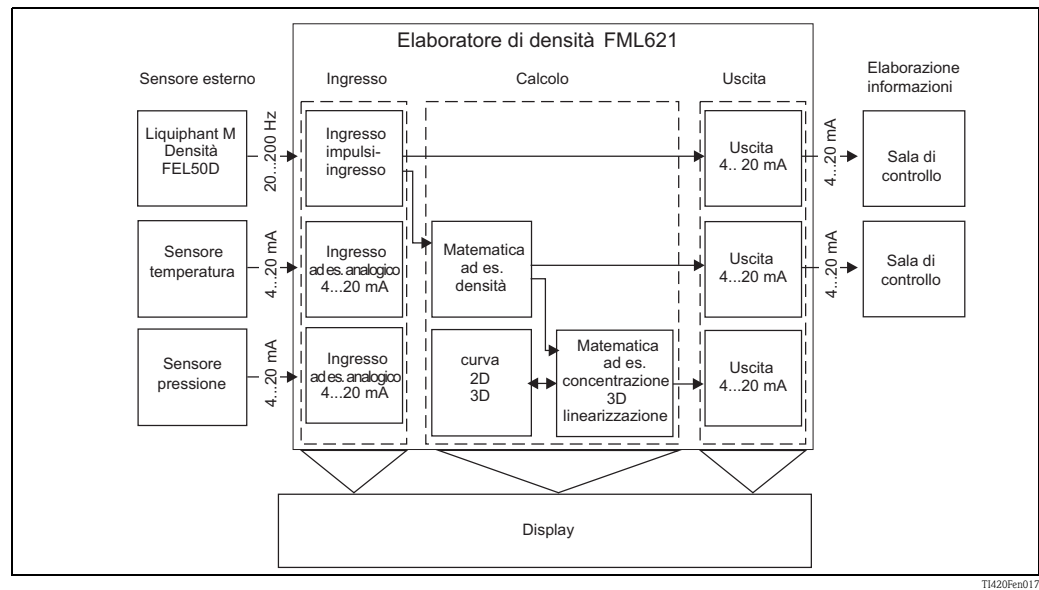 Elaboratore di densità FML621
Sensore esterno
Ingresso
Calcolo
Uscita
Elaborazione
informazioni
Liquiphant M
Densità
FEL50D
20...200 Hz
Ingresso
impulsi-
ingresso
Uscita
4.. 20 mA
4...20 mA
Sala di
controllo
Sensore
temperatura
4...20 mA
Ingresso
ad es. analogico
4...20 mA
Matematica
ad es.
densità
Uscita
4...20 mA
4...20 mA
Sala di
controllo
Sensore
pressione
4...20 mA
Ingresso
ad es. analogico
4...20 mA
curva
2D
3D
Matematica
ad es.
concentrazione
3D
linearizzazione
Uscita
4...20 mA
Display
TI420Fen017